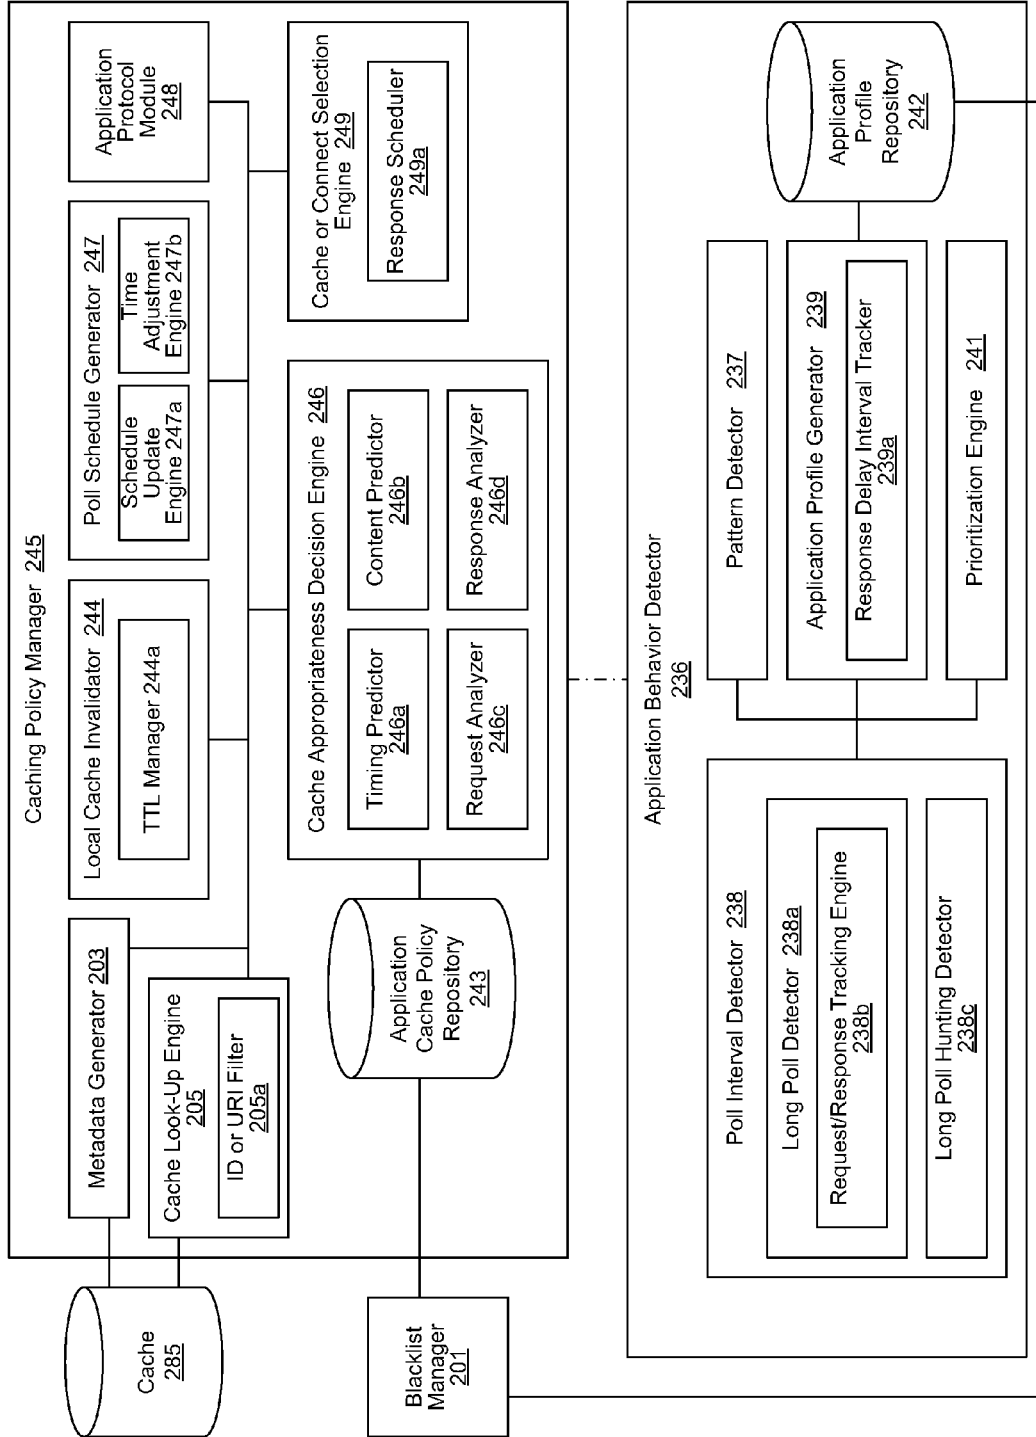 Caching Policy Manager 245
Cache
285
Metadata Generator 203
Cache Look-Up Engine
205
ID or URI Filter
205a
Local Cache Invalidator 244
TTL Manager 244a
Poll Schedule Generator 247
Schedule
Update
Engine 247a
Time
Adjustment
Engine 247b
Application
Protocol
Module
248
Blacklist
Manager
201
Application
Cache Policy
Repository
243
Cache Appropriateness Decision Engine 246
Timing Predictor
246a
Content Predictor
246b
Request Analyzer
246c
Response Analyzer
246d
Cache or Connect Selection
Engine 249
Response Scheduler
249a
Application Behavior Detector
236
Poll Interval Detector 238
Long Poll Detector 238a
Request/Response Tracking Engine
238b
Long Poll Hunting Detector
238c
Pattern Detector 237
Application Profile Generator 239
Response Delay Interval Tracker
239a
Prioritization Engine 241
Application
Profile
Repository
242